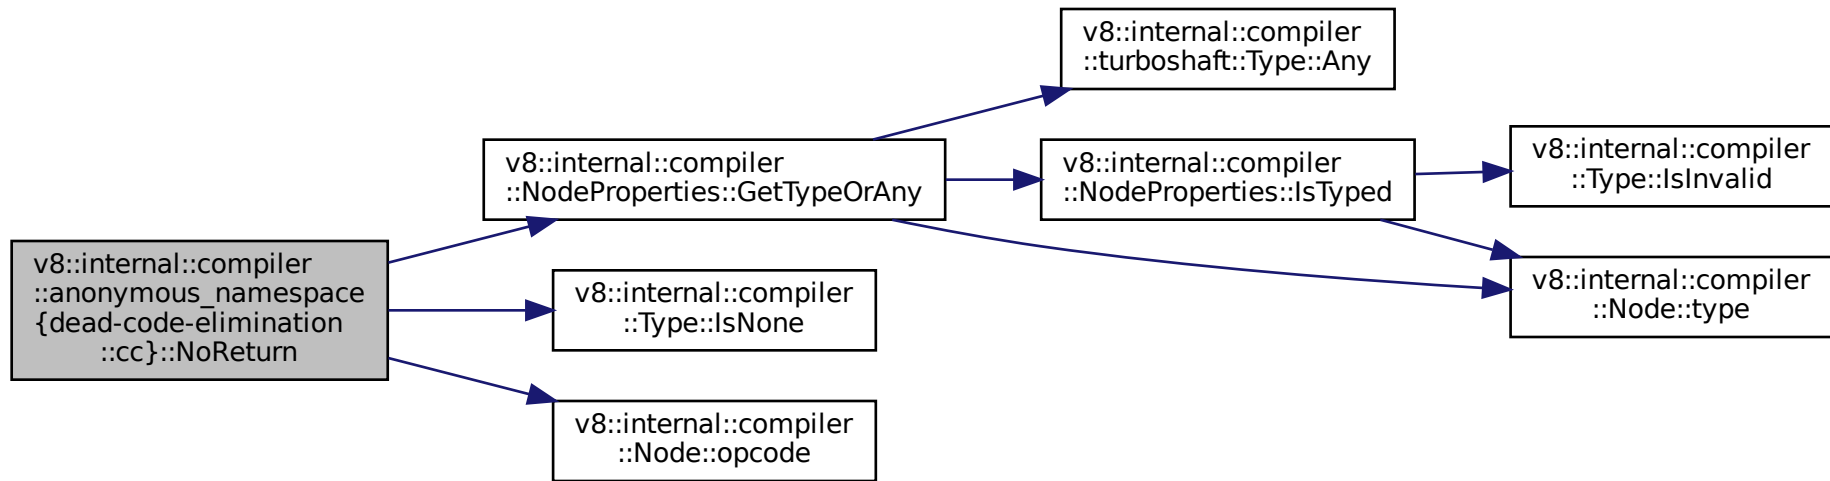 v8::internal::compiler
::anonymous_namespace
{dead-code-elimination
::cc}::NoReturn
v8::internal::compiler
::NodeProperties::GetTypeOrAny
v8::internal::compiler
::Type::IsNone
v8::internal::compiler
::Node::opcode
v8::internal::compiler
::turboshaft::Type::Any
v8::internal::compiler
::NodeProperties::IsTyped
v8::internal::compiler
::Type::IsInvalid
v8::internal::compiler
::Node::type